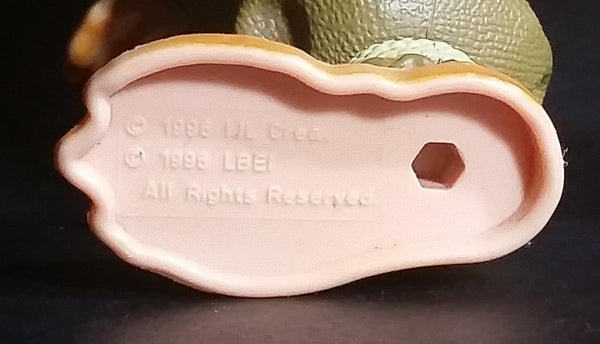 © 1996 I.J.L Crea.
© 1996 LBEI
All Rights Reserved